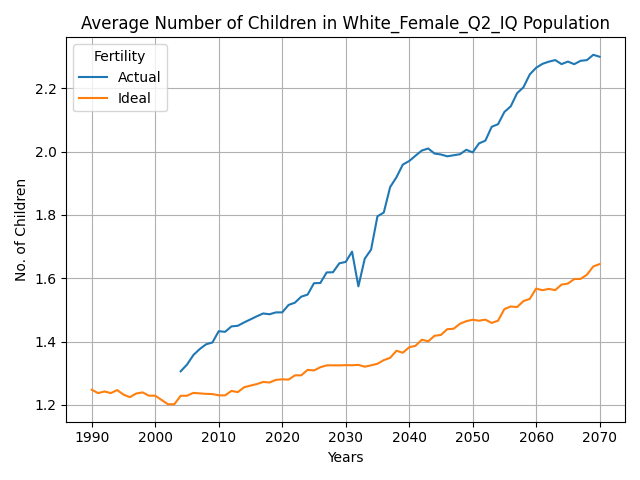 Average Number of Children in White_Female_Q2_IQ Population
Fertility
Actual
Ideal
No. of Children
2.2
2.0
1.8
1.6
1.4
1.2
1990 2000 2010 2020 2030 2040 2050 2060 2070
Years